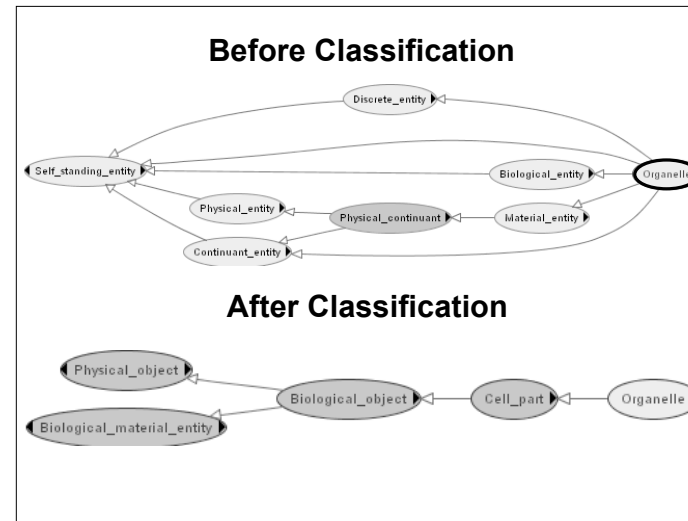 Before Classification
Discrete_entity
Self_standing_entity
Biological_entity
Organelle
Physical_entity
Physical_continuant
Material_entity
Continuant_entity
After Classification
Physical_object
Biological_object
Cell_part
Organelle
Biological_material_entity